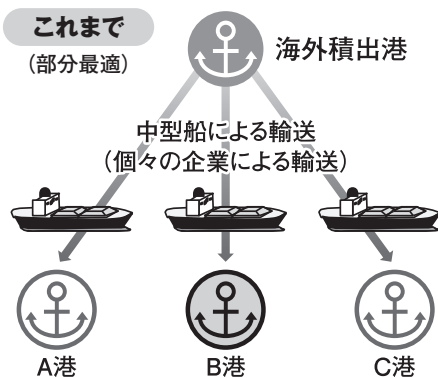 これまで
(部分最適)
海外積出港
中型船による輸送
(個々の企業による輸送)
A港
B港
C港